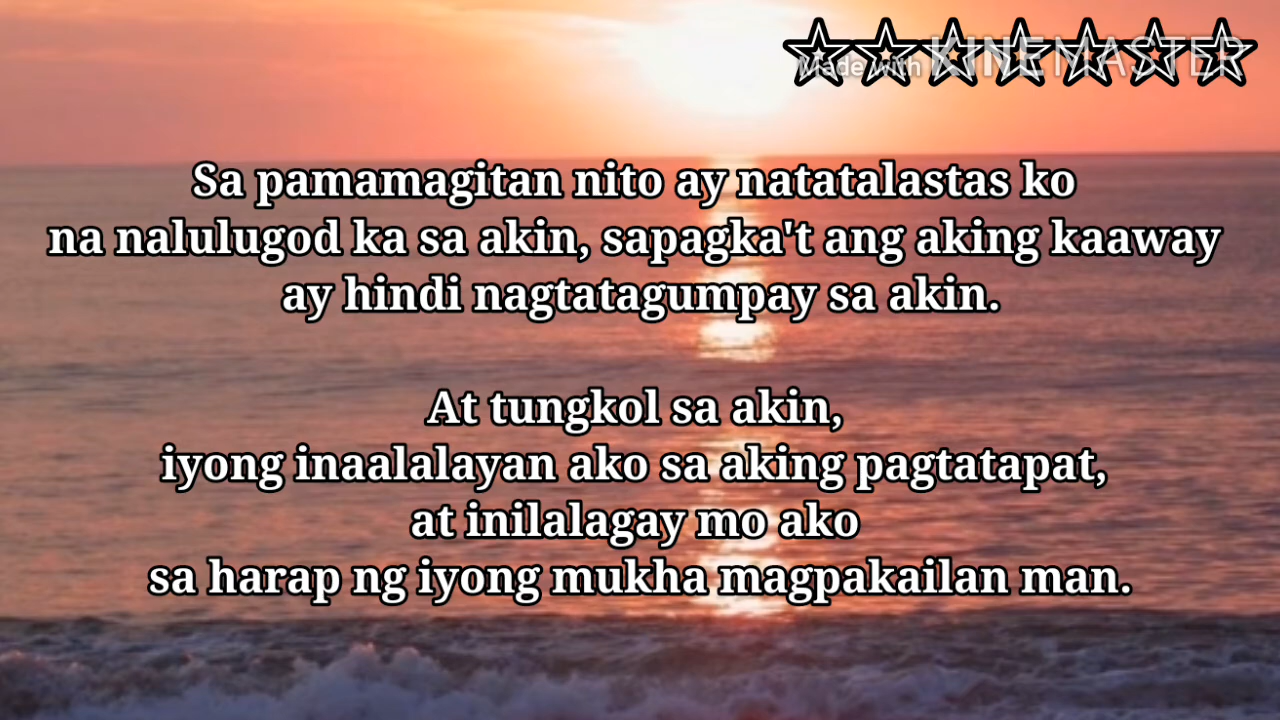 Made with KINEMASTER
Sa pamamagitan nito ay natatalastas ko
na nalulugod ka sa akin, sapagka't ang aking kaaway
ay hindi nagtatagumpay sa akin.
At tungkol sa akin,
iyong inaalalayan ako sa aking pagtatapat,
at inilalagay mo ako
sa harap ng iyong mukha magpakailan man.